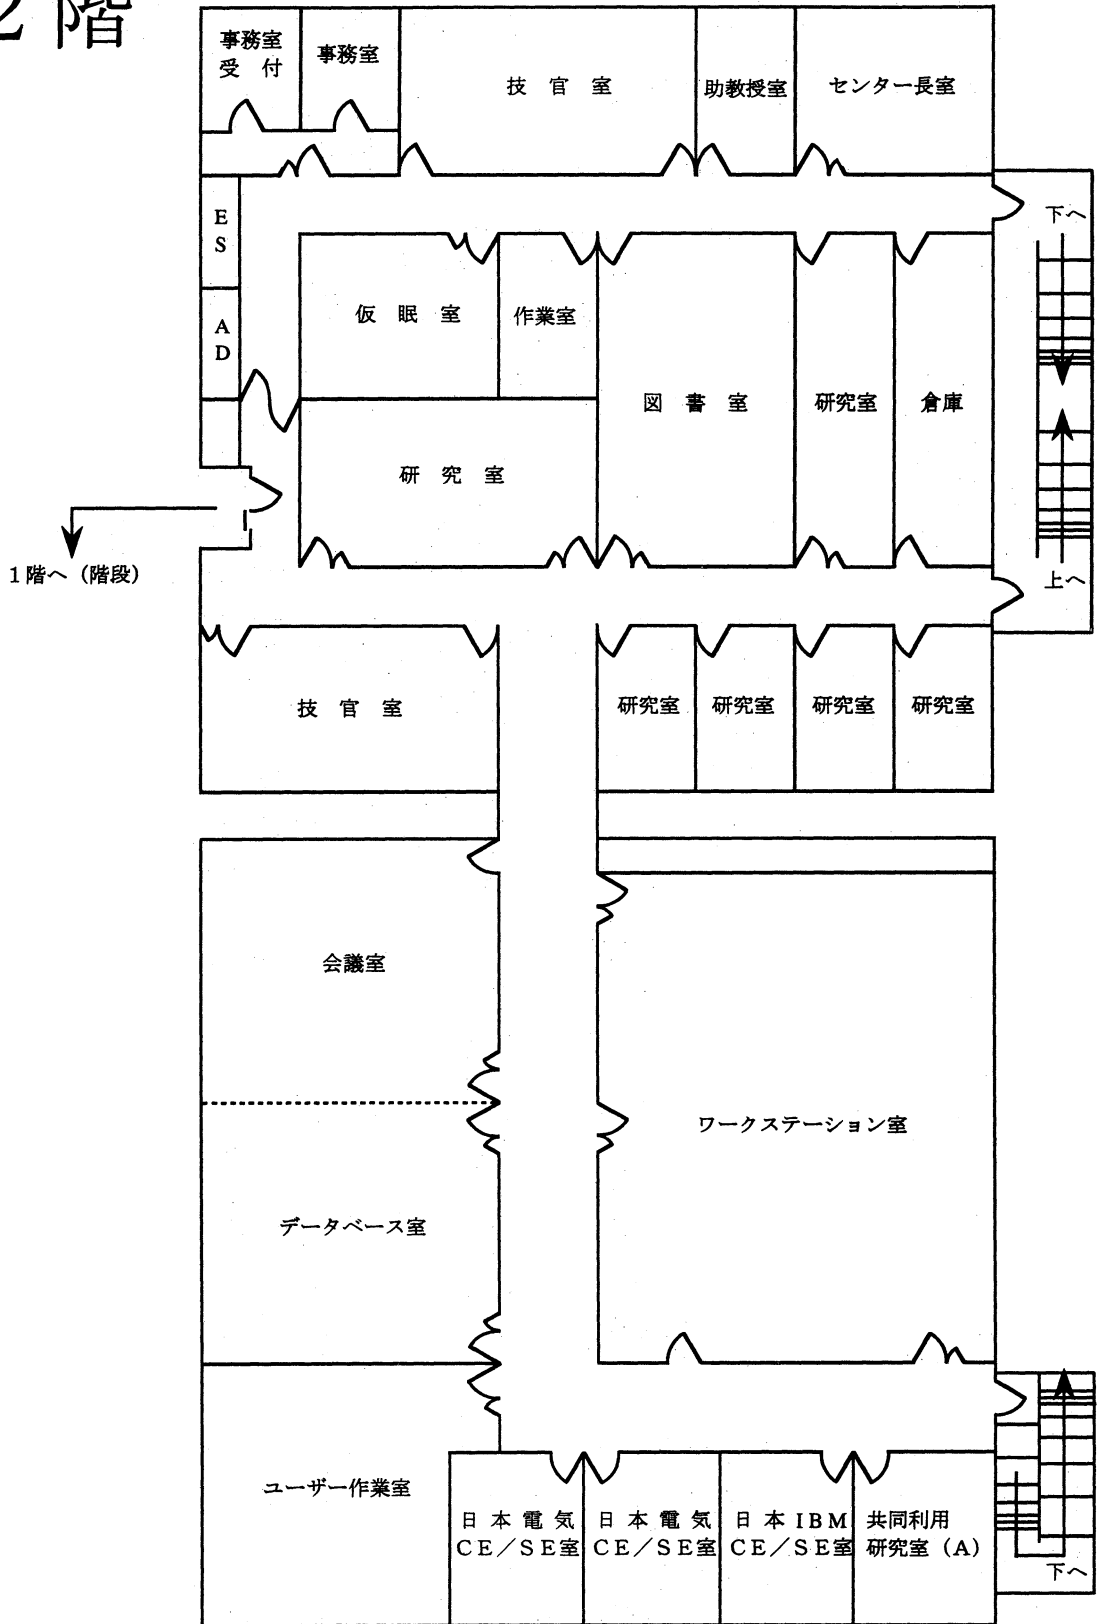 2階
事務室
受　付
事務室
技　官　室
助教授室
センター長室
E
S
下へ
A
D
仮　眠　室
作業室
図　書　室
研究室
倉庫
研　究　室
1階へ（階段）
上へ
技　官　室
研究室
研究室
研究室
研究室
会議室
ワークステーション室
データベース室
ユーザー作業室
日本電気
CE／SE室
日本電気
CE／SE室
日本IBM
CE／SE室
共同利用
研究室（A）
下へ